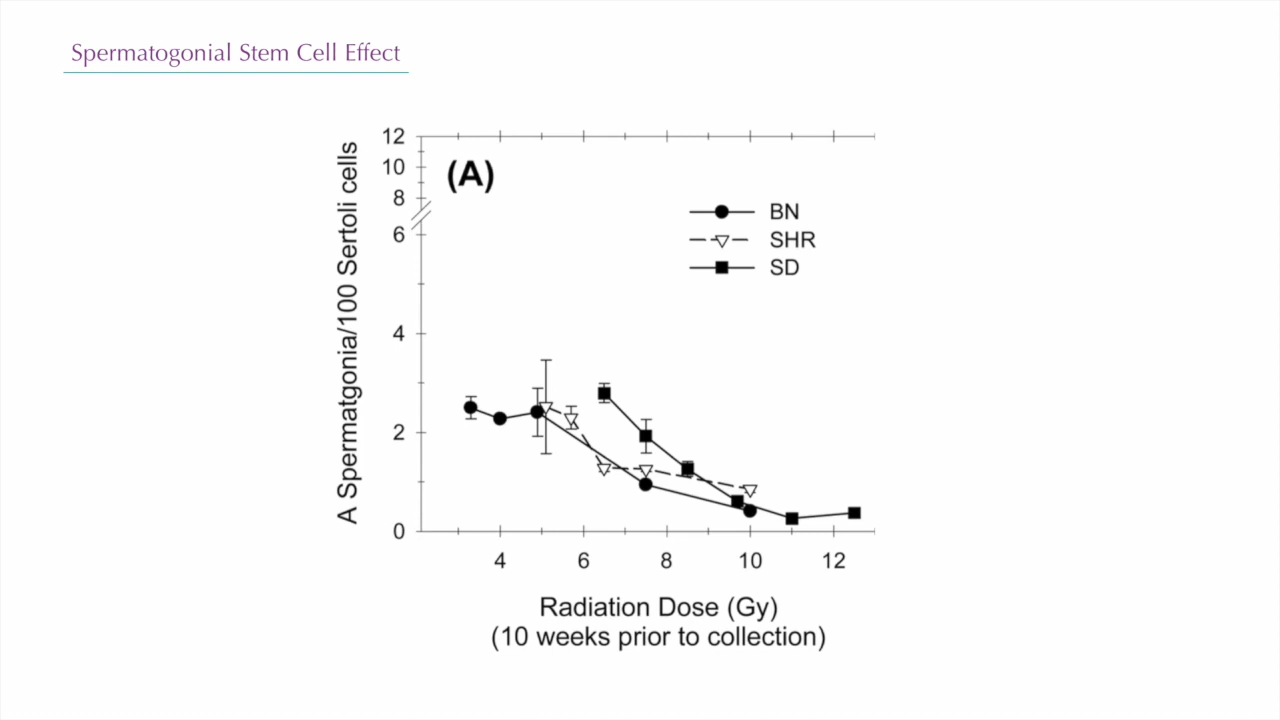 Spermatogonial Stem Cell Effect
A Spermatgonia/100 Sertoli cells
12
10
8
6
4
2
0
(A)
BN
SHR
SD
4 6 8 10 12
Radiation Dose (Gy)
(10 weeks prior to collection)